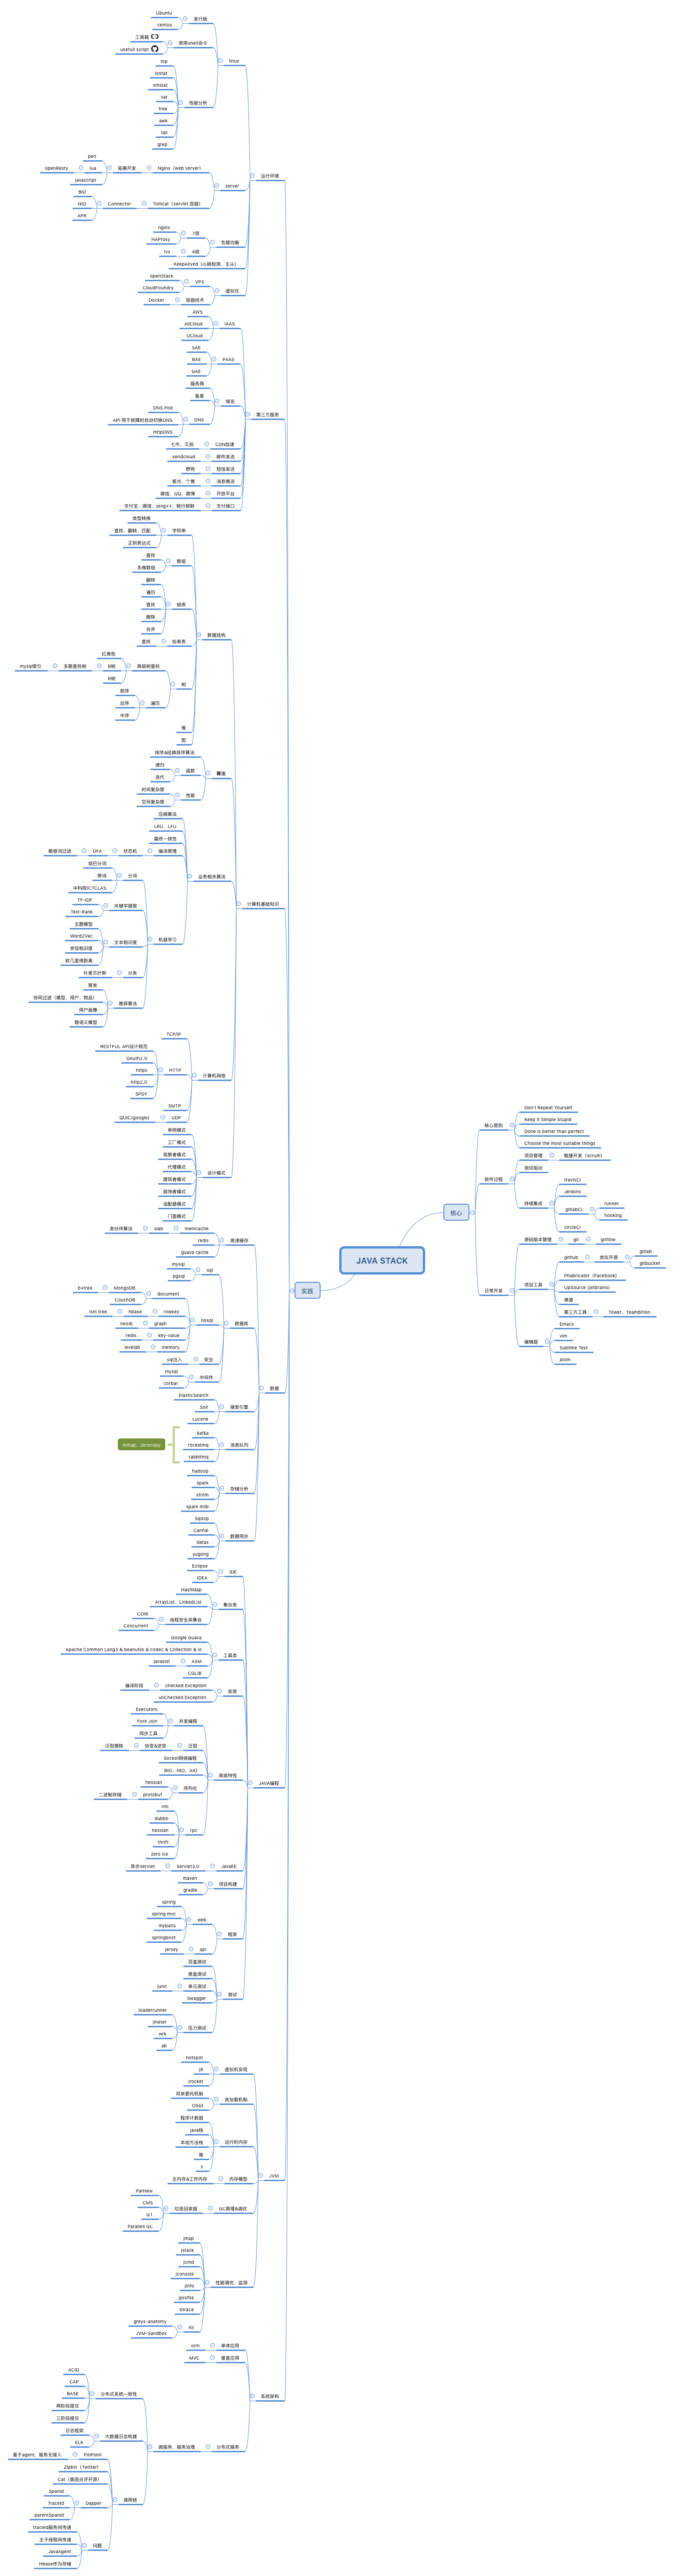 JAVA STACK
核心
核心原则
Don't Repeat Yourself
Keep it Simple Stupid
Done is better than perfect
Choose the most suitable things
软件过程
项目管理
敏捷开发（scrum）
测试驱动
持续集成
travisCI
Jenkins
gitlabCI
runner
hooking
circleCI
日常开发
源码版本管理
git
gitflow
项目工具
github
类似开源
gitlab
gitbucket
Phabricator (Facebook)
UpSource (jetbrains)
禅道
第三方工具
Tower、Teambition
编辑器
Emacs
vim
Sublime Text
atom
实践
运行环境
linux
发行版
Ubuntu
centos
常用shell命令
工具箱
usefull script
性能分析
top
iostat
vmstat
sar
free
awk
tail
grep
server
Nginx（web server）
拓展开发
perl
lua
openResty
javascript
Tomcat（servlet 容器）
Connector
BIO
NIO
APR
负载均衡
7层
nginx
HAProxy
4层
lvs
KeepAlived（心跳检测、主从）
虚拟化
VPS
openStack
CloudFoundry
容器技术
Docker
第三方服务
IAAS
AWS
AliCloud
UCloud
PAAS
SAE
BAE
GAE
域名
服务商
备案
DNS
DNS Pod
API 用于故障时自动切换DNS
HttpDNS
CDN加速
七牛、又拍
邮件发送
sendcloud
短信发送
野狗
消息推送
极光、个推
开放平台
微信、QQ、微博
支付接口
支付宝、微信、ping++、银行银联
计算机基础知识
数据结构
字符串
类型转换
查找、翻转、匹配
正则表达式
数组
查找
多维数组
链表
翻转
遍历
查找
删除
合并
哈希表
查找
树
高级树查找
红黑色
B树
多路查找树
mysql索引
R树
遍历
前序
后序
中序
堆
图
算法
排序&经典排序算法
函数
递归
迭代
性能
时间复杂度
空间复杂度
业务相关算法
压缩算法
LRU、LFU
最终一致性
编译原理
状态机
DFA
敏感词过滤
机器学习
分词
结巴分词
停词
中科院ICTCLAS
关键字提取
TF-IDF
Text-Rank
文本相识度
主题模型
Word2Vec
余弦相识度
欧几里得距离
分类
朴素贝叶斯
推荐算法
聚类
协同过滤（模型、用户、物品）
用户画像
隐语义模型
计算机网络
TCP/IP
HTTP
RESTFUL API设计规范
OAuth2.0
https
http2.0
SPDY
SMTP
UDP
QUIC(google)
设计模式
单例模式
工厂模式
观察者模式
代理模式
建筑者模式
装饰者模式
适配器模式
门面模式
数据
高速缓存
memcache
slab
类伙伴算法
redis
guava cache
数据库
sql
mysql
pgsql
nosql
document
MongoDB
b+tree
CouchDB
rowkey
hbase
lsm tree
graph
neo4j
key-value
redis
memory
leveldb
安全
sql注入
中间件
mysql
corbar
搜索引擎
ElasticSearch
Solr
Lucene
消息队列
kafka
rocketmq
rabbitmq
mmap、zerocopy
存储分析
hadoop
spark
strom
spark mlib
数据同步
Sqoop
Cannal
datax
yugong
JAVA编程
IDE
Eclipse
IDEA
集合类
HashMap
ArrayList、LinkedList
线程安全类集合
COW
Concurrent
工具类
Google Guava
Apache Common Lang3 & beanutils & codec & Collection & io
ASM
javasist
CGLIB
异常
checked Exception
编译阶段
unChecked Exception
高级特性
并发编程
Executors
Fork Join
同步工具
泛型
协变&逆变
泛型擦除
Socket网络编程
BIO、NIO、AIO
序列化
hessian
protobuf
二进制存储
rpc
rmi
dubbo
hessian
thrift
zero ice
JavaEE
Servlet3.0
异步servlet
项目构建
maven
gradle
框架
web
spring
spring mvc
mybatis
springboot
api
jersey
测试
百盒测试
黑盒测试
单元测试
junit
Swagger
压力测试
loaderrunner
jmeter
wrk
ab
JVM
虚拟机实现
hotspot
j9
jrocket
类加载机制
双亲委托机制
OSGI
运行时内存
程序计数器
java栈
本地方法栈
堆
s
内存模型
主内存&工作内存
GC原理&调优
垃圾回收器
ParNew
CMS
G1
Parallell GC
性能调优、监测
jmap
jstack
jcmd
jconsole
jinfo
jprofile
btrace
Ali
greys-anatomy
JVM-Sandbox
系统架构
单体应用
orm
垂直应用
MVC
分布式服务
微服务、服务治理
分布式系统一致性
ACID
CAP
BASE
两阶段提交
三阶段提交
大数据日志构建
日志框架
ELK
调用链
PinPoint
基于agent，服务无侵入
Zipkin（Twitter）
Cat（美团点评开源）
Dapper
SpanId
TraceId
parentSpanId
问题
traceId服务间传递
主子线程间传递
JavaAgent
Hbase作为存储